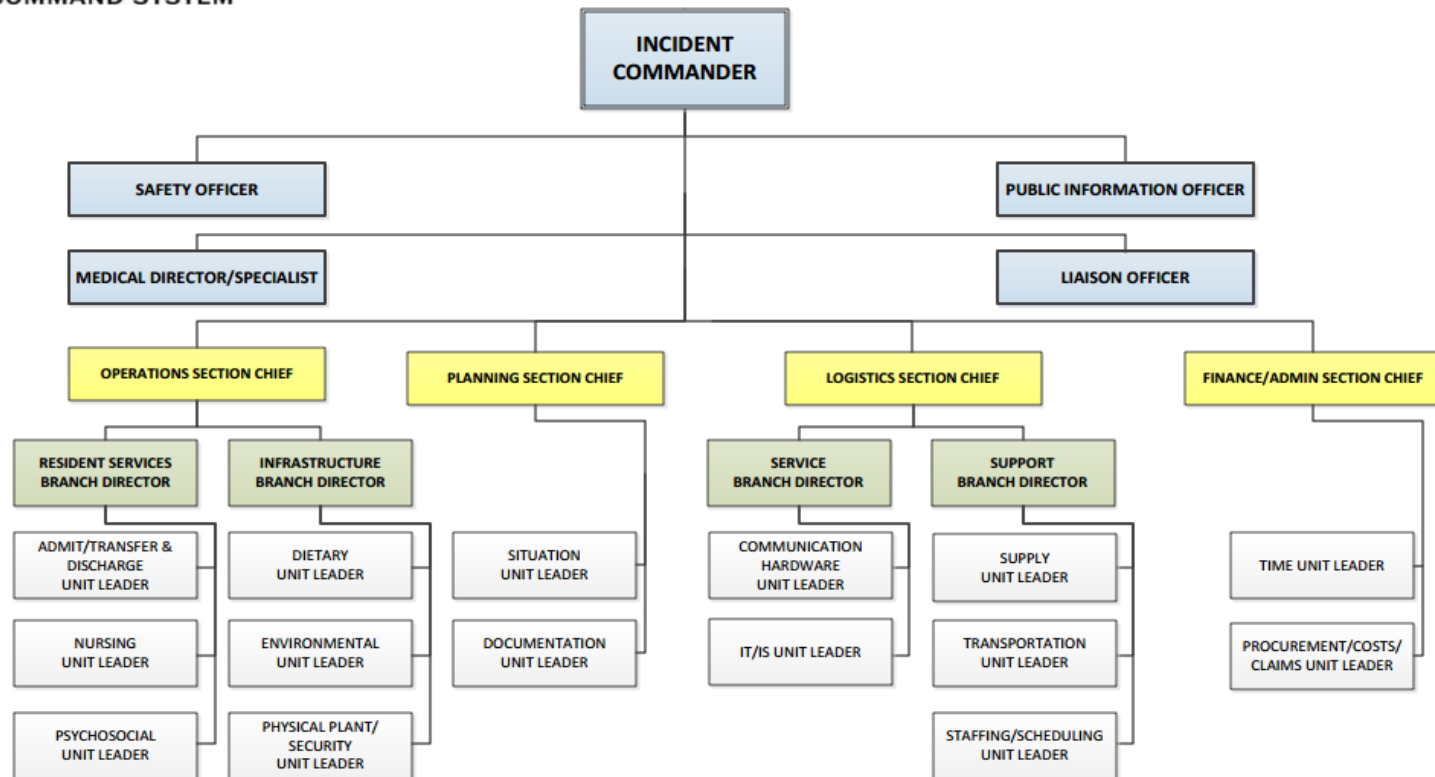 COMMAND SYSTEM
INCIDENT
COMMANDER
SAFETY OFFICER
PUBLIC INFORMATION OFFICER
MEDICAL DIRECTOR/SPECIALIST
LIAISON OFFICER
OPERATIONS SECTION CHIEF
PLANNING SECTION CHIEF
LOGISTICS SECTION CHIEF
FINANCE/ADMIN SECTION CHIEF
RESIDENT SERVICES
BRANCH DIRECTOR
INFRASTRUCTURE
BRANCH DIRECTOR
SERVICE
BRANCH DIRECTOR
SUPPORT
BRANCH DIRECTOR
ADMIT/TRANSFER &
DISCHARGE
UNIT LEADER
DIETARY
UNIT LEADER
SITUATION
UNIT LEADER
COMMUNICATION
HARDWARE
UNIT LEADER
SUPPLY
UNIT LEADER
TIME UNIT LEADER
NURSING
UNIT LEADER
ENVIRONMENTAL
UNIT LEADER
DOCUMENTATION
UNIT LEADER
IT/IS UNIT LEADER
TRANSPORTATION
UNIT LEADER
PROCUREMENT/COSTS/
CLAIMS UNIT LEADER
PSYCHOSOCIAL
UNIT LEADER
PHYSICAL PLANT/
SECURITY
UNIT LEADER
STAFFING/SCHEDULING
UNIT LEADER